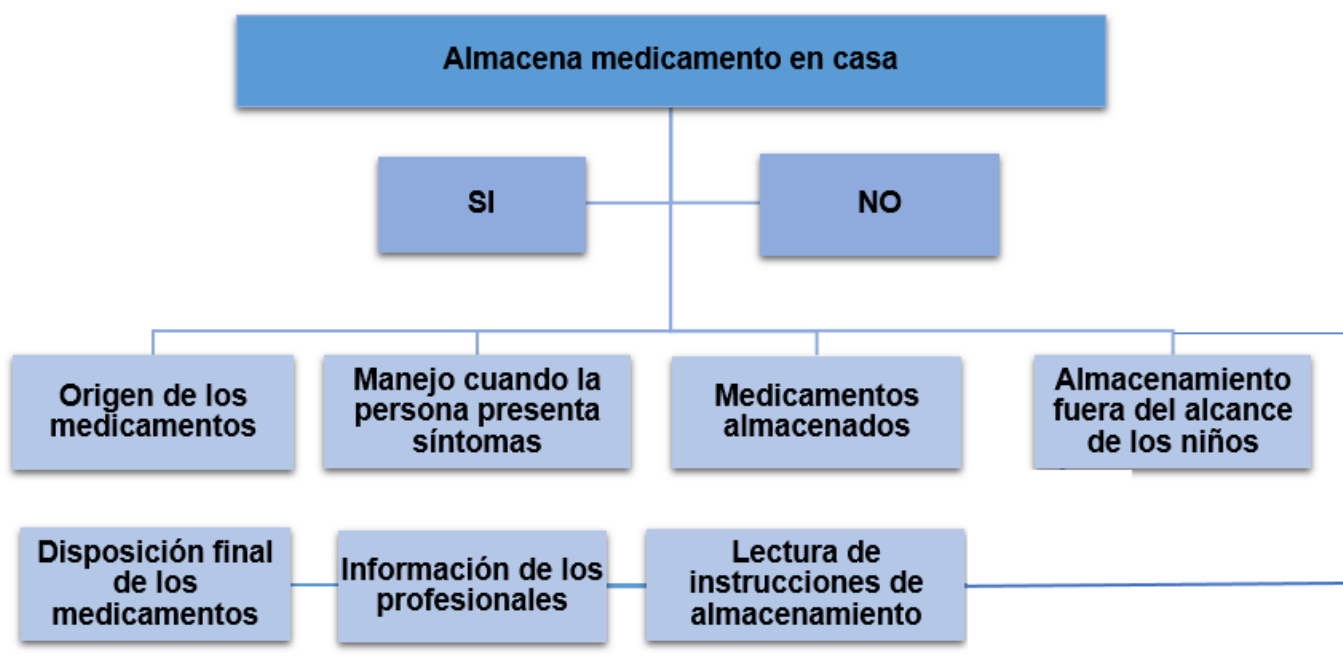 Almacena medicamento en casa
SI
NO
Origen de los
medicamentos
Manejo cuando la
persona presenta
síntomas
Medicamentos
almacenados
Almacenamiento
fuera del alcance
de los niños
Disposición final
de los
medicamentos
Información de los
profesionales
Lectura de
instrucciones de
almacenamiento